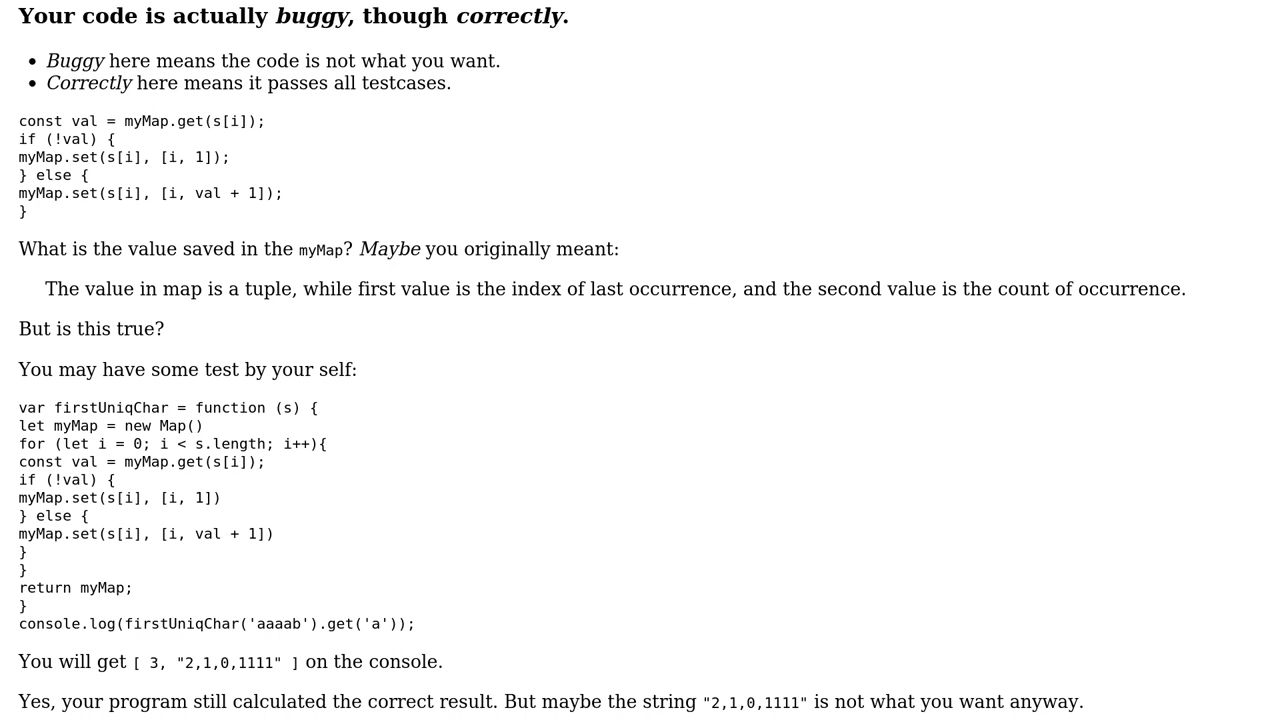 Your code is actually buggy, though correctly.
• Buggy here means the code is not what you want.
• Correctly here means it passes all testcases.
const val = myMap.get(s[i]);
if (!val) {
myMap.set(s[i], [i, 1]);
} else {
myMap.set(s[i], [i, val + 1]);
}
What is the value saved in the myMap? Maybe you originally meant:
The value in map is a tuple, while first value is the index of last occurrence, and the second value is the count of occurrence.
But is this true?
You may have some test by your self:
var firstUniqChar = function (s) {
let myMap = new Map()
for (let i = 0; i < s.length; i++){
const val = myMap.get(s[i]);
if (!val) {
myMap.set(s[i], [i, 1])
} else {
myMap.set(s[i], [i, val + 1])
}
}
return myMap;
}
console.log(firstUniqChar('aaaab').get('a'));
You will get [ 3, "2,1,0,1111" ] on the console.
Yes, your program still calculated the correct result. But maybe the string "2,1,0,1111" is not what you want anyway.